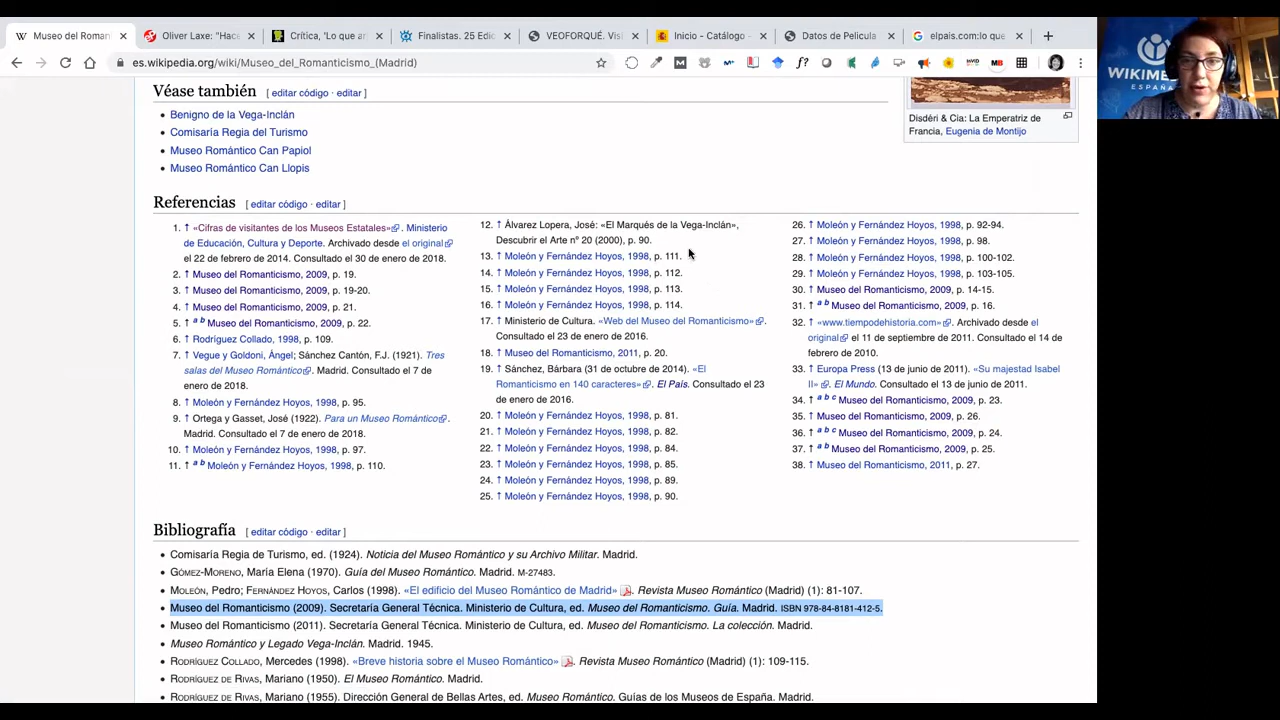 Museo del Roman
Oliver Laxe: "Hace
Crítica, 'Lo que ar
Finalistas. 25 Edic
VEOFORQUÉ. Vis
Inicio - Catálogo -
Datos de Película
elpais.com:lo que
es.wikipedia.org/wiki/Museo_del_Romanticismo_(Madrid)
WIKIME
ESPAÑA
Véase también [ editar código · editar ]
Benigno de la Vega-Inclán
Comisaría Regia del Turismo
Museo Romántico Can Papiol
Museo Romántico Can Llopis
Disdéri & Cia: La Emperatriz de
Francia, Eugenia de Montijo
Referencias [ editar código · editar ]
1. ↑ «Cifras de visitantes de los Museos Estatales». Ministerio
de Educación, Cultura y Deporte. Archivado desde el original
el 22 de febrero de 2014. Consultado el 30 de enero de 2018.
2. ↑ Museo del Romanticismo, 2009, p. 19.
3. ↑ Museo del Romanticismo, 2009, p. 19-20.
4. ↑ Museo del Romanticismo, 2009, p. 21.
5. ↑ a b Museo del Romanticismo, 2009, p. 22.
6. ↑ Rodríguez Collado, 1998, p. 109.
7. ↑ Vegue y Goldoni, Ángel; Sánchez Cantón, F.J. (1921). Tres
salas del Museo Romántico. Madrid. Consultado el 7 de
enero de 2018.
8. ↑ Moleón y Fernández Hoyos, 1998, p. 95.
9. ↑ Ortega y Gasset, José (1922). Para un Museo Romántico.
Madrid. Consultado el 7 de enero de 2018.
10. ↑ Moleón y Fernández Hoyos, 1998, p. 97.
11. ↑ a b Moleón y Fernández Hoyos, 1998, p. 110.
12. ↑ Álvarez Lopera, José: «El Marqués de la Vega-Inclán»,
Descubrir el Arte nº 20 (2000), p. 90.
13. ↑ Moleón y Fernández Hoyos, 1998, p. 111.
14. ↑ Moleón y Fernández Hoyos, 1998, p. 112.
15. ↑ Moleón y Fernández Hoyos, 1998, p. 113.
16. ↑ Moleón y Fernández Hoyos, 1998, p. 114.
17. ↑ Ministerio de Cultura. «Web del Museo del Romanticismo».
Consultado el 23 de enero de 2016.
18. ↑ Museo del Romanticismo, 2011, p. 20.
19. ↑ Sánchez, Bárbara (31 de octubre de 2014). «El
Romanticismo en 140 caracteres». El País. Consultado el 23
de enero de 2016.
20. ↑ Moleón y Fernández Hoyos, 1998, p. 81.
21. ↑ Moleón y Fernández Hoyos, 1998, p. 82.
22. ↑ Moleón y Fernández Hoyos, 1998, p. 84.
23. ↑ Moleón y Fernández Hoyos, 1998, p. 85.
24. ↑ Moleón y Fernández Hoyos, 1998, p. 89.
25. ↑ Moleón y Fernández Hoyos, 1998, p. 90.
26. ↑ Moleón y Fernández Hoyos, 1998, p. 92-94.
27. ↑ Moleón y Fernández Hoyos, 1998, p. 98.
28. ↑ Moleón y Fernández Hoyos, 1998, p. 100-102.
29. ↑ Moleón y Fernández Hoyos, 1998, p. 103-105.
30. ↑ Museo del Romanticismo, 2009, p. 14-15.
31. ↑ a b Museo del Romanticismo, 2009, p. 16.
32. ↑ «www.tiempodehistoria.com». Archivado desde el
original el 11 de septiembre de 2011. Consultado el 14 de
febrero de 2010.
33. ↑ Europa Press (13 de junio de 2011). «Su majestad Isabel
II». El Mundo. Consultado el 13 de junio de 2011.
34. ↑ a b c Museo del Romanticismo, 2009, p. 23.
35. ↑ Museo del Romanticismo, 2009, p. 26.
36. ↑ a b c Museo del Romanticismo, 2009, p. 24.
37. ↑ a b Museo del Romanticismo, 2009, p. 25.
38. ↑ Museo del Romanticismo, 2011, p. 27.
Bibliografía [ editar código · editar ]
Comisaría Regia de Turismo, ed. (1924). Noticia del Museo Romántico y su Archivo Militar. Madrid.
GÓMEZ-MORENO, María Elena (1970). Guía del Museo Romántico. Madrid. M-27483.
MOLEÓN, Pedro; FERNÁNDEZ HOYOS, Carlos (1998). «El edificio del Museo Romántico de Madrid». Revista Museo Romántico (Madrid) (1): 81-107.
Museo del Romanticismo (2009). Secretaría General Técnica. Ministerio de Cultura, ed. Museo del Romanticismo. Guía. Madrid. ISBN 978-84-8181-412-5.
Museo del Romanticismo (2011). Secretaría General Técnica. Ministerio de Cultura, ed. Museo del Romanticismo. La colección. Madrid.
Museo Romántico y Legado Vega-Inclán. Madrid. 1945.
RODRÍGUEZ COLLADO, Mercedes (1998). «Breve historia sobre el Museo Romántico». Revista Museo Romántico (Madrid) (1): 109-115.
RODRÍGUEZ DE RIVAS, Mariano (1950). El Museo Romántico. Madrid.
RODRÍGUEZ DE RIVAS, Mariano (1955). Dirección General de Bellas Artes, ed. Museo Romántico. Guías de los Museos de España. Madrid.